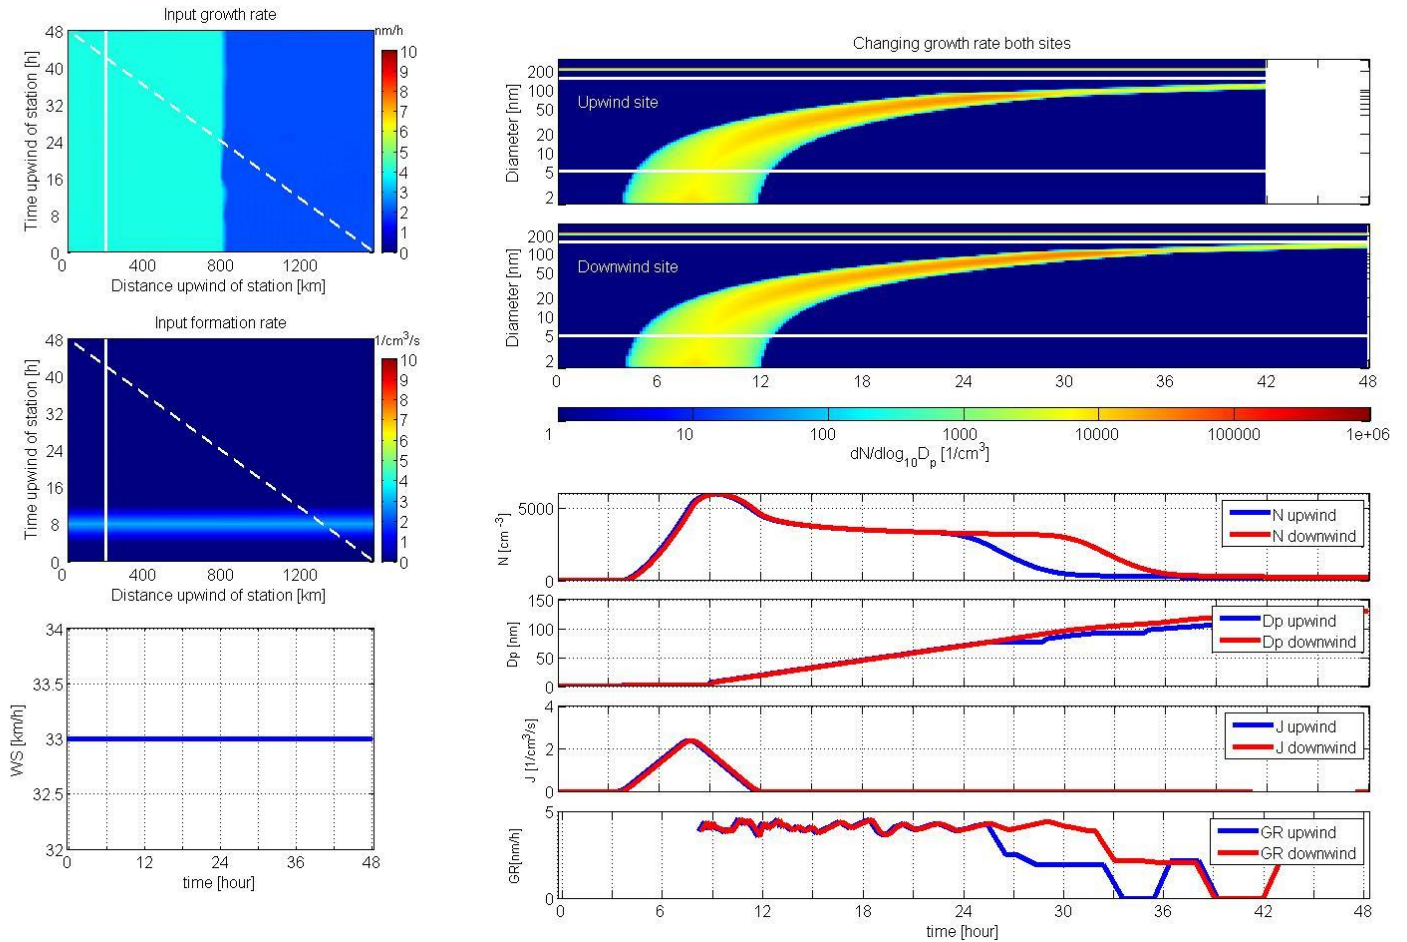 Input growth rate
nm/h
Time upwind of station [h]
48
40
32
24
16
8
0
0 400 800 1200
Distance upwind of station [km]
10
9
8
7
6
5
4
3
2
1
0
Input formation rate
1/cm³/s
Time upwind of station [h]
48
40
32
24
16
8
0
0 400 800 1200
Distance upwind of station [km]
10
9
8
7
6
5
4
3
2
1
0
WS [km/h]
34
33.5
33
32.5
32
0 12 24 36 48
time [hour]
Changing growth rate both sites
Diameter [nm]
200
100
50
20
10
5
2
Upwind site
Diameter [nm]
200
100
50
20
10
5
2
Downwind site
0 6 12 18 24 30 36 42 48
1 10 100 1000 10000 100000 1e+06
dN/dlog₁₀Dₚ [1/cm³]
N [cm⁻³]
5000
0
N upwind
N downwind
Dp [nm]
150
100
50
0
Dp upwind
Dp downwind
J [1/cm³/s]
4
2
0
J upwind
J downwind
GR[nm/h]
5
0
GR upwind
GR downwind
0 6 12 18 24 30 36 42 48
time [hour]